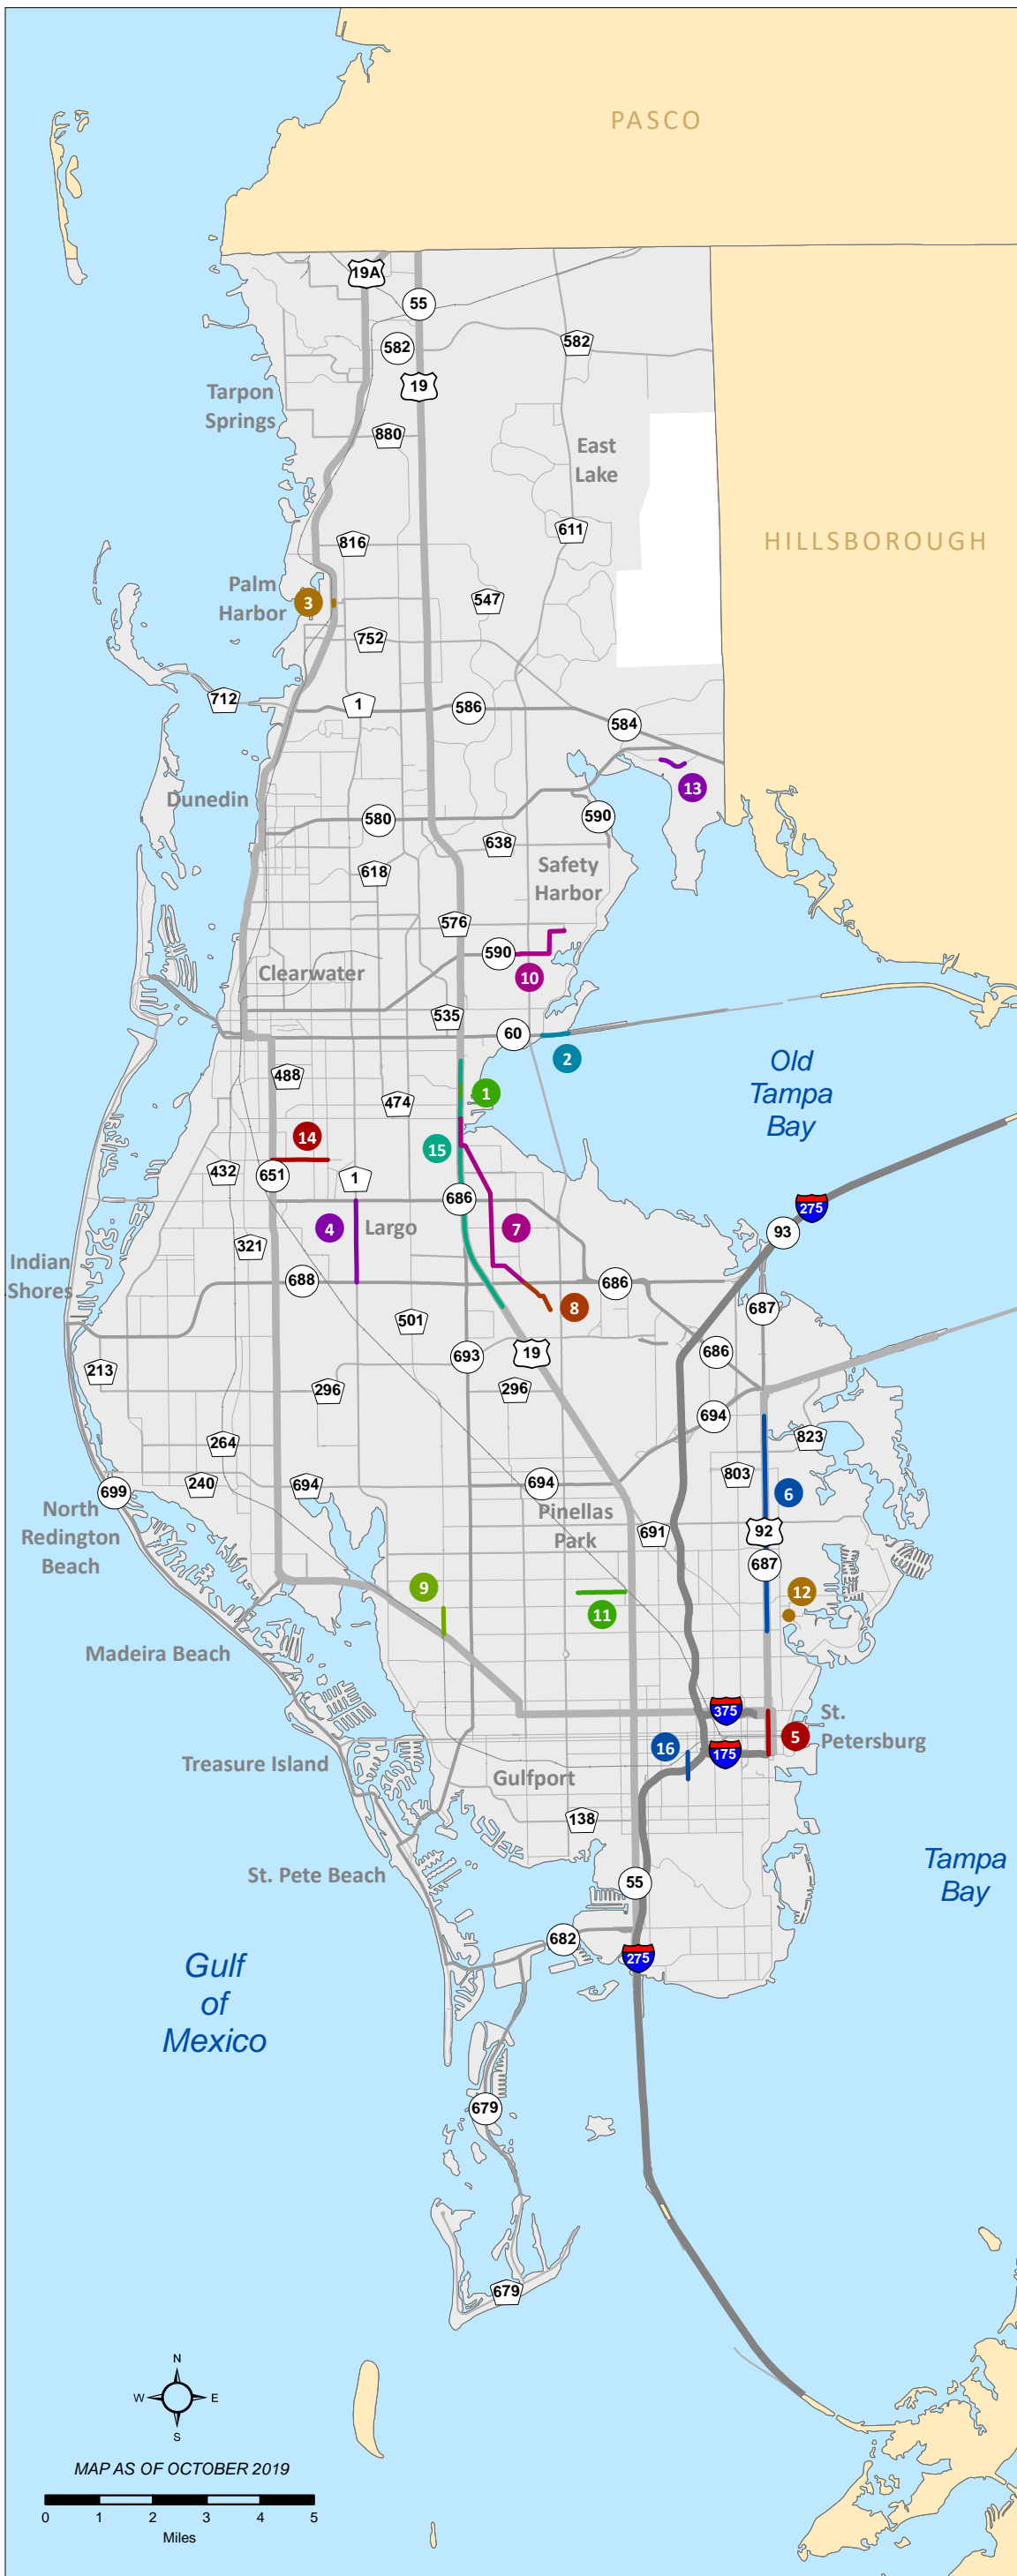 PASCO
19A
55
582
582
19
Tarpon
Springs
880
East
Lake
611
816
HILLSBOROUGH
Palm
Harbor
3
547
752
712
1
586
584
13
Dunedin
580
590
638
618
Safety
Harbor
576
590
10
Clearwater
535
60
2
Old
Tampa
Bay
488
1
474
14
15
432
651
1
686
275
93
4
Largo
7
321
Indian
Shores
688
686
8
687
501
693
19
686
213
296
296
694
264
823
240
694
694
803
6
699
North
Redington
Beach
Pinellas
Park
691
92
687
9
12
11
Madeira Beach
375
St.
Petersburg
5
16
175
Treasure Island
Gulfport
138
St. Pete Beach
Tampa
Bay
55
682
275
Gulf
of
Mexico
679
679
N
W E
S
MAP AS OF OCTOBER 2019
0 1 2 3 4 5
Miles